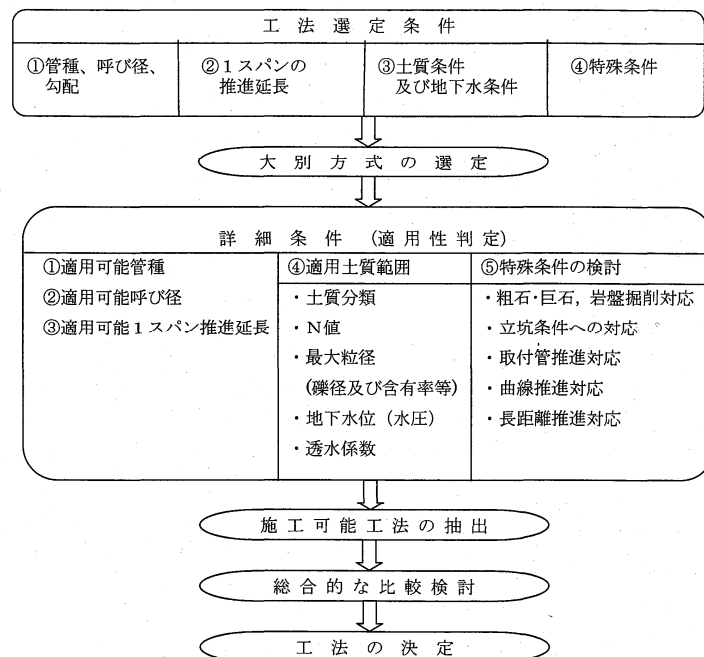 工法選定条件
①管種、呼び径、
勾配
②1スパンの
推進延長
③土質条件
及び地下水条件
④特殊条件
大別方式の選定
詳細条件 (適用性判定)
①適用可能管種
②適用可能呼び径
③適用可能1スパン推進延長
④適用土質範囲
・土質分類
・N値
・最大粒径
(礫径及び含有率等)
・地下水位(水圧)
・透水係数
⑤特殊条件の検討
・粗石・巨石,岩盤掘削対応
・立坑条件への対応
・取付管推進対応
・曲線推進対応
・長距離推進対応
施工可能工法の抽出
総合的な比較検討
工法の決定